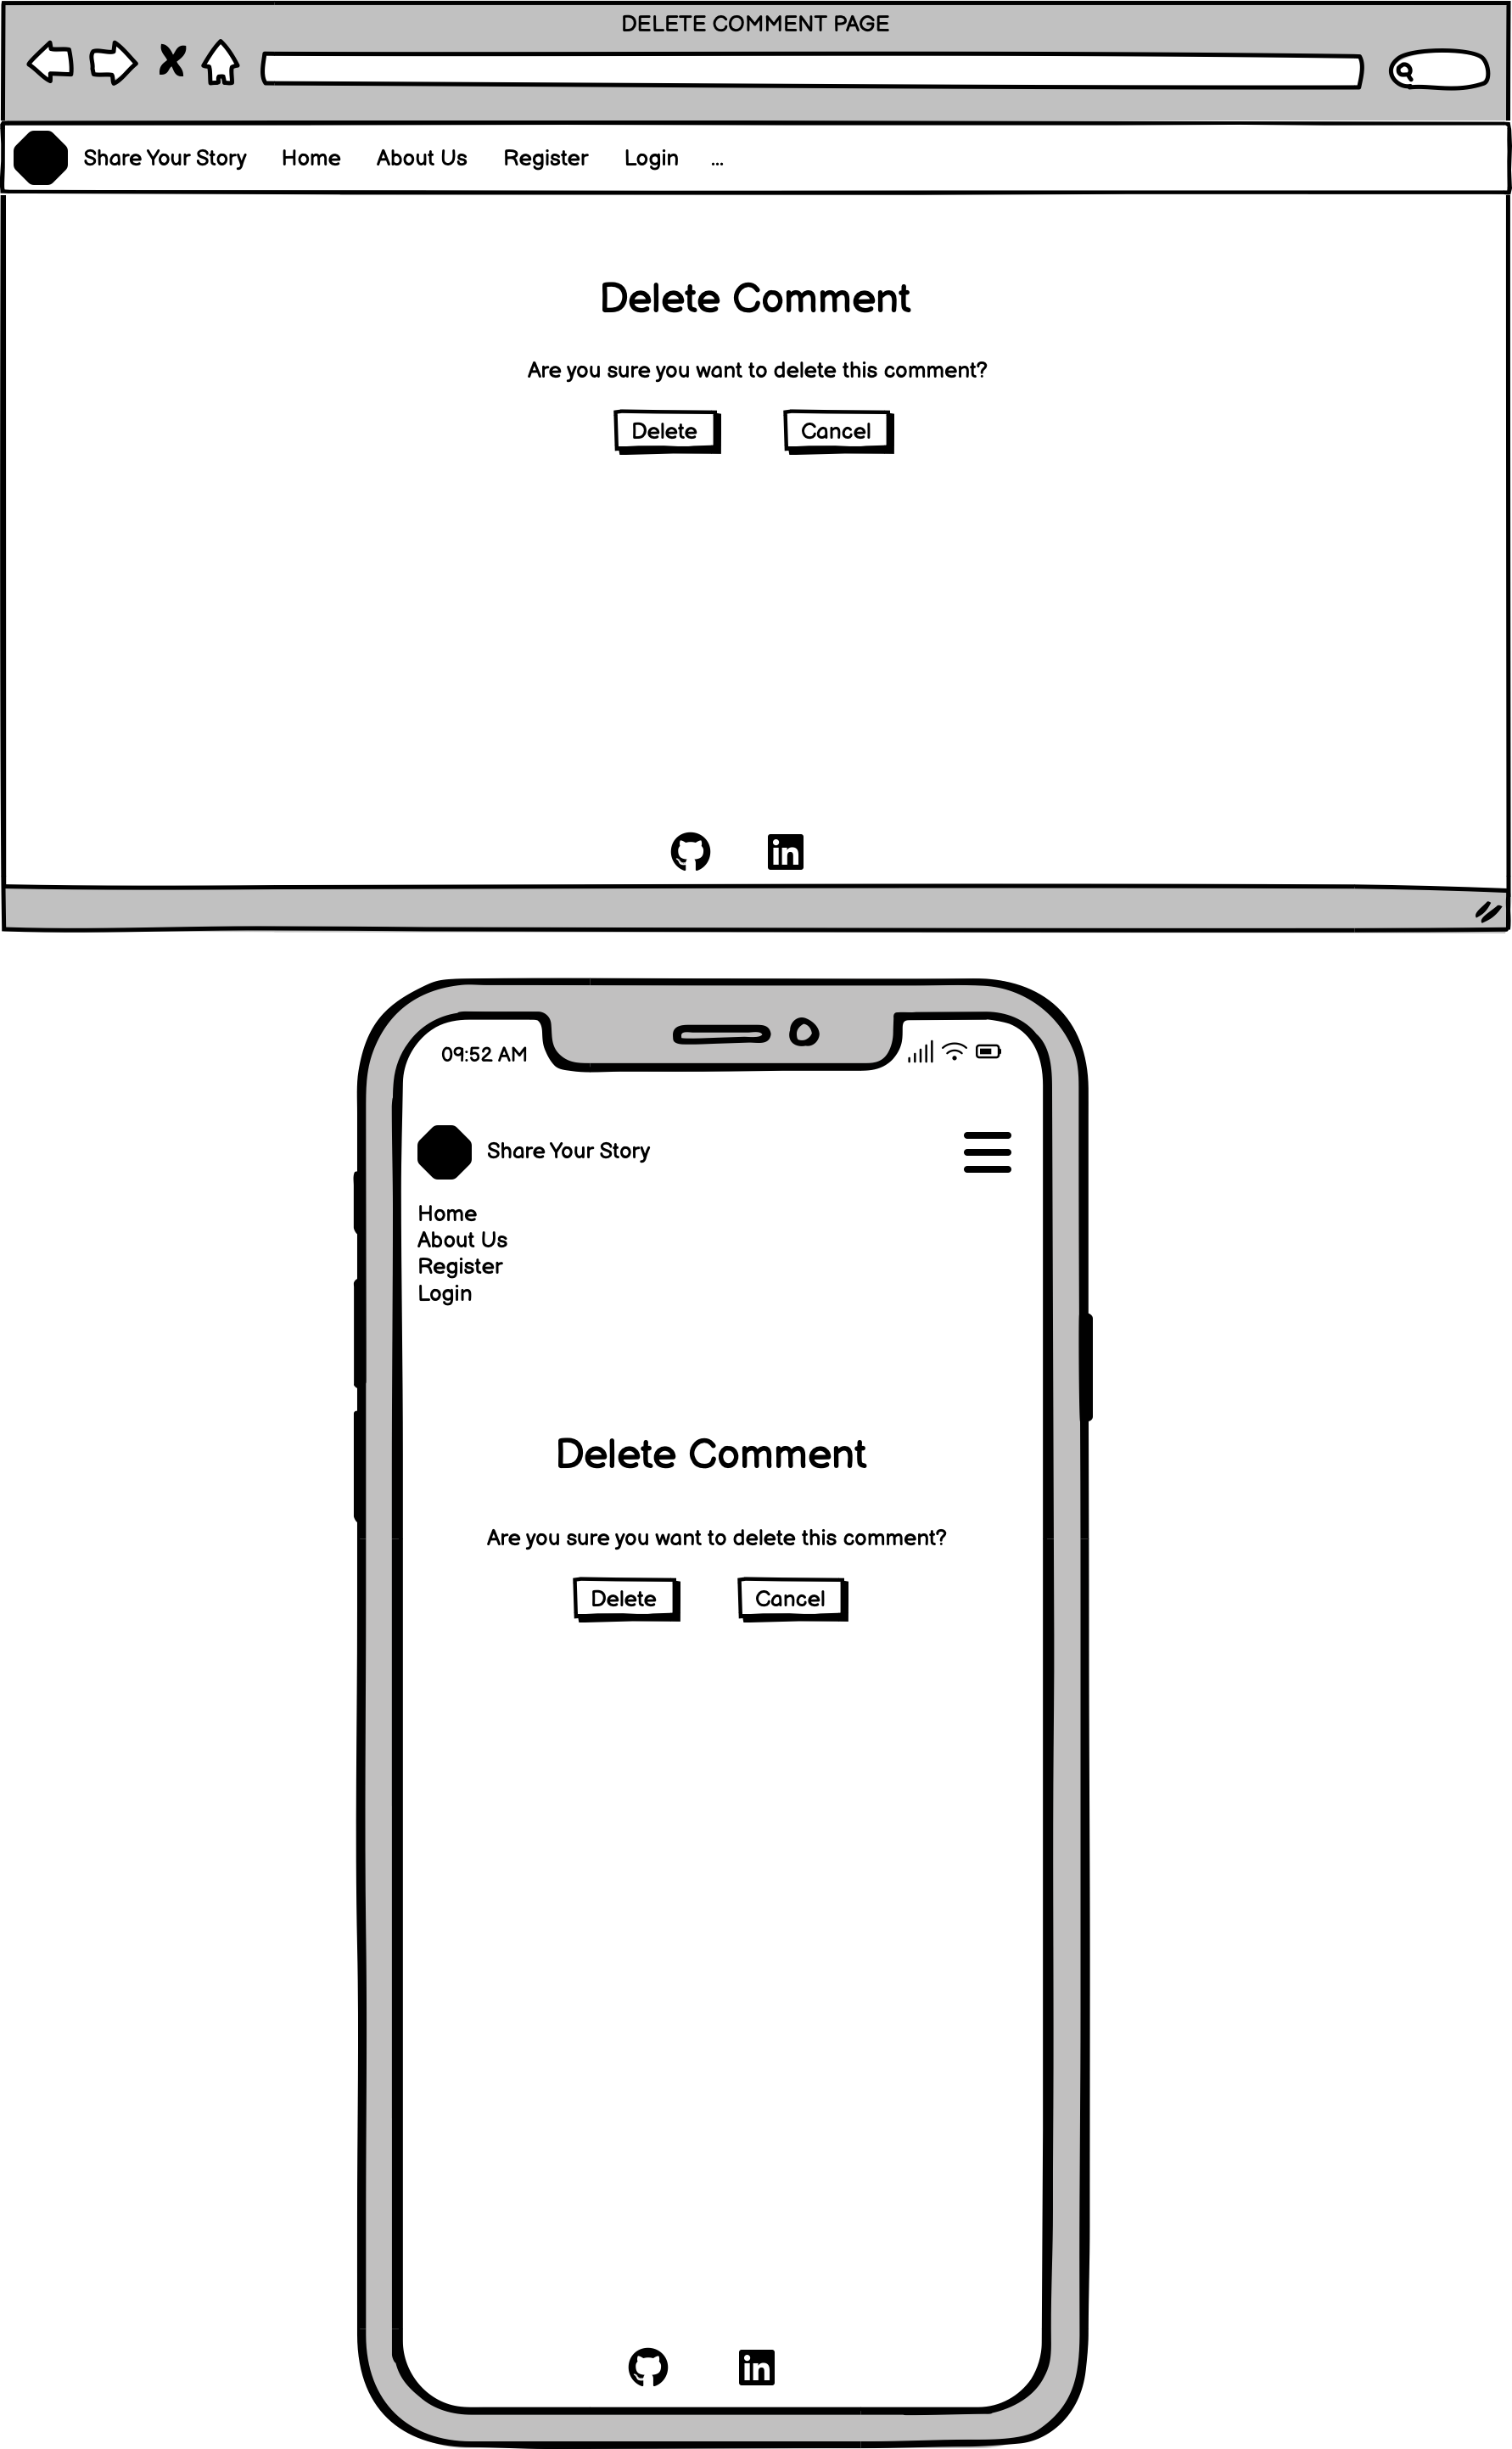 DELETE COMMENT PAGE
Share Your Story Home About Us Register Login ...
Delete Comment
Are you sure you want to delete this comment?
Delete Cancel
in
09:52 AM
Share Your Story
Home
About Us
Register
Login
Delete Comment
Are you sure you want to delete this comment?
Delete Cancel
in